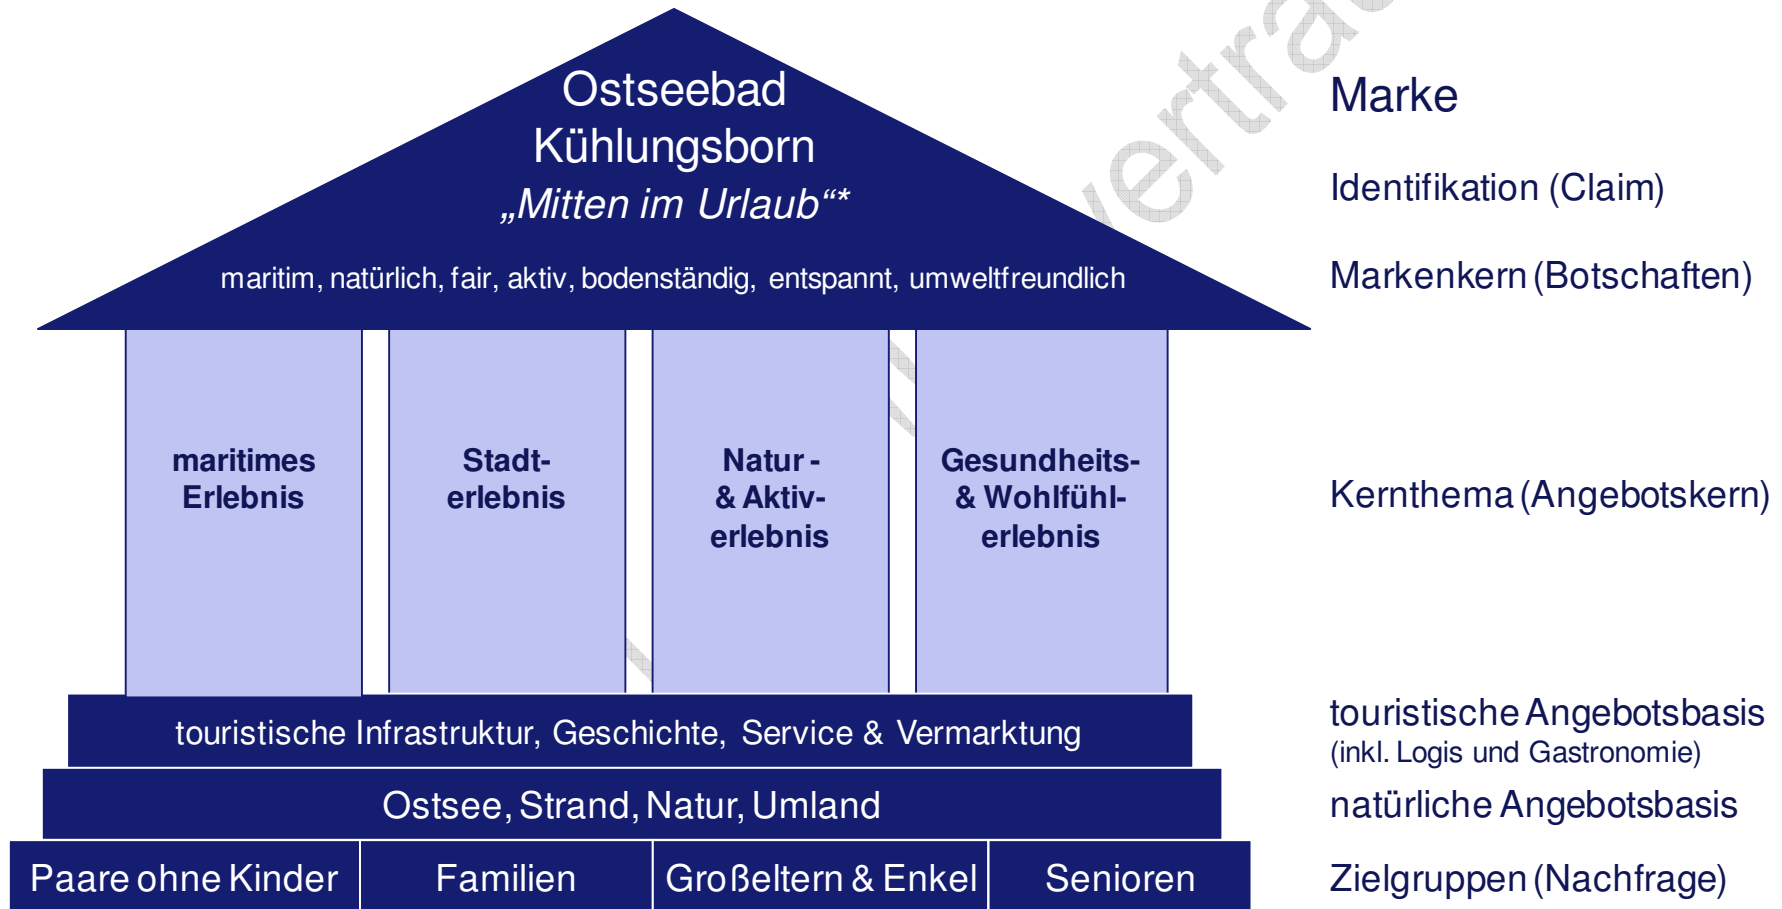 Ostseebad
Kühlungsborn
„Mitten im Urlaub“*
maritim, natürlich, fair, aktiv, bodenständig, entspannt, umweltfreundlich
Marke
Identifikation (Claim)
Markenkern (Botschaften)
maritimes
Erlebnis
Stadt-
erlebnis
Natur -
& Aktiv-
erlebnis
Gesundheits-
& Wohlfühl-
erlebnis
Kernthema (Angebotskern)
touristische Infrastruktur, Geschichte, Service & Vermarktung
touristische Angebotsbasis
(inkl. Logis und Gastronomie)
Ostsee, Strand, Natur, Umland
natürliche Angebotsbasis
Paare ohne Kinder
Familien
Großeltern & Enkel
Senioren
Zielgruppen (Nachfrage)